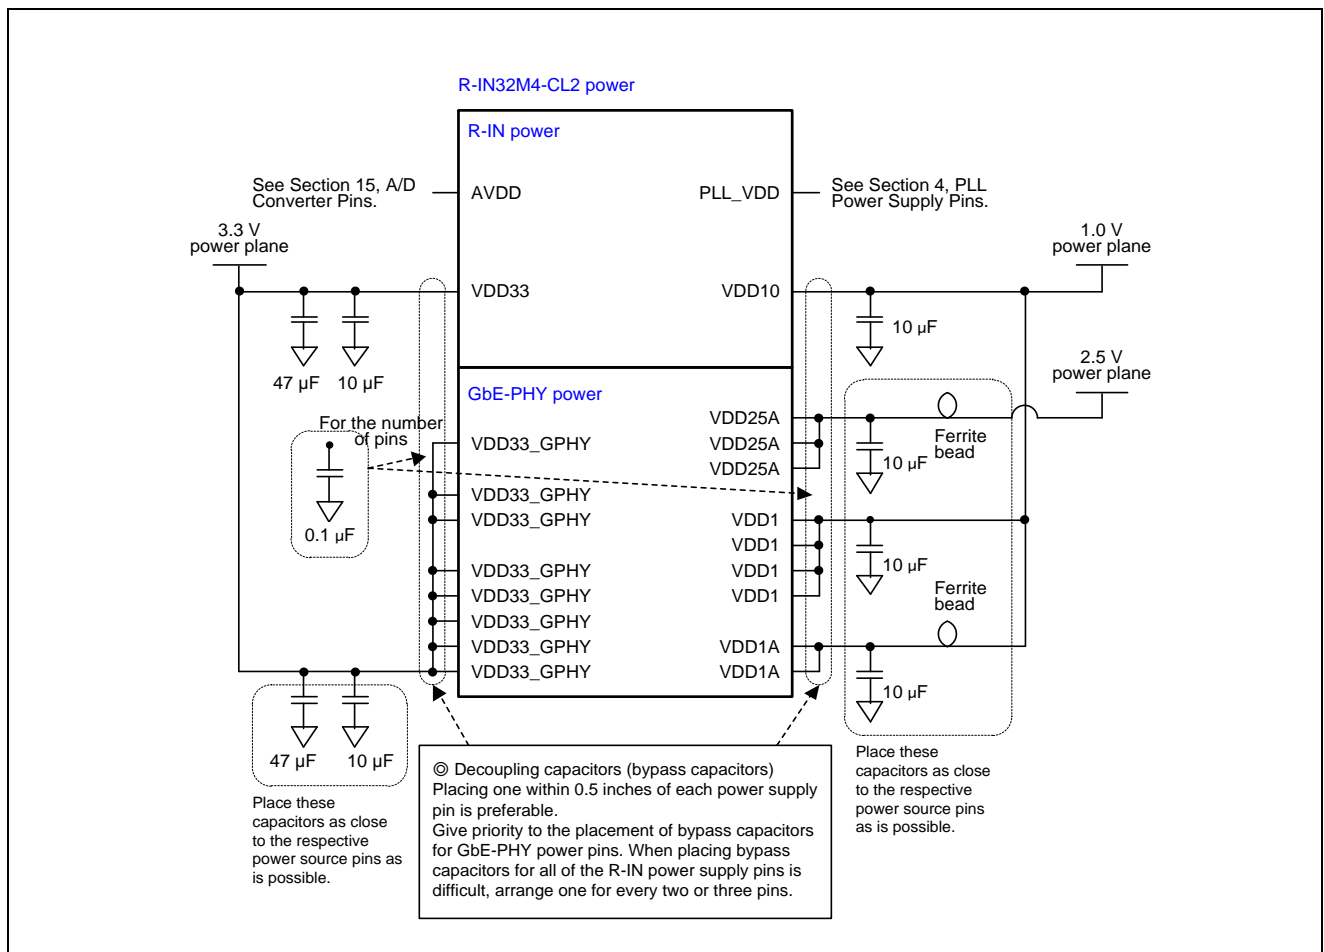 R-IN32M4-CL2 power
R-IN power
See Section 15, A/D
Converter Pins.
AVDD
PLL_VDD
See Section 4, PLL
Power Supply Pins.
3.3 V
power plane
1.0 V
power plane
VDD33
VDD10
47 µF
10 µF
10 µF
2.5 V
power plane
GbE-PHY power
For the number
of pins
0.1 µF
VDD33_GPHY
VDD33_GPHY
VDD33_GPHY
VDD33_GPHY
VDD33_GPHY
VDD33_GPHY
VDD33_GPHY
VDD33_GPHY
VDD25A
VDD25A
VDD25A
VDD1
VDD1
VDD1
VDD1
VDD1A
VDD1A
Ferrite
bead
10 µF
10 µF
Ferrite
bead
10 µF
47 µF
10 µF
Place these
capacitors as close
to the respective
power source pins as
is possible.
◎ Decoupling capacitors (bypass capacitors)
Placing one within 0.5 inches of each power supply
pin is preferable.
Give priority to the placement of bypass capacitors
for GbE-PHY power pins. When placing bypass
capacitors for all of the R-IN power supply pins is
difficult, arrange one for every two or three pins.
Place these
capacitors as close
to the respective
power source pins
as is possible.